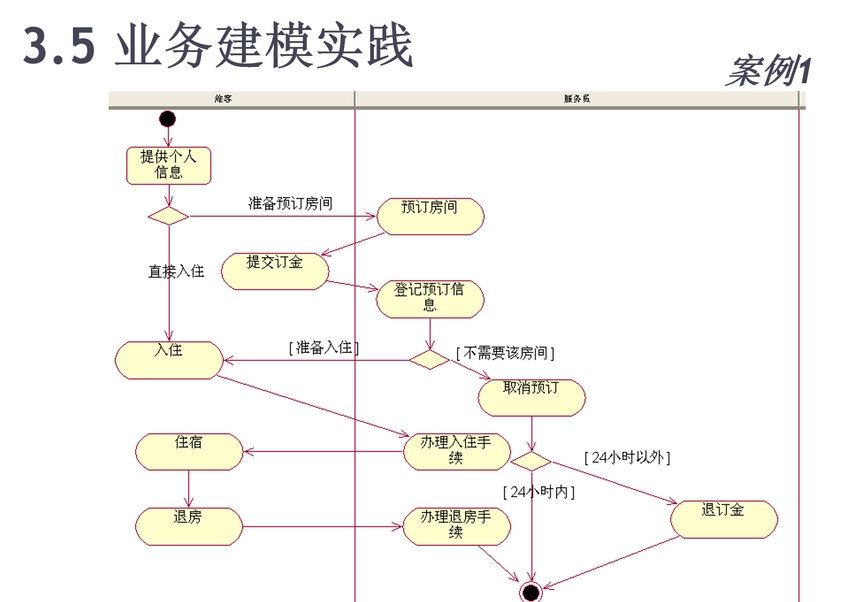 3.5 业务建模实践
案例1
旅客
服务员
提供个人
信息
准备预订房间
预订房间
提交订金
直接入住
登记预订信
息
入住
[ 准备入住]
[ 不需要该房间]
取消预订
住宿
办理入住手
续
[ 24小时以外]
[ 24小时内]
退房
办理退房手
续
退订金